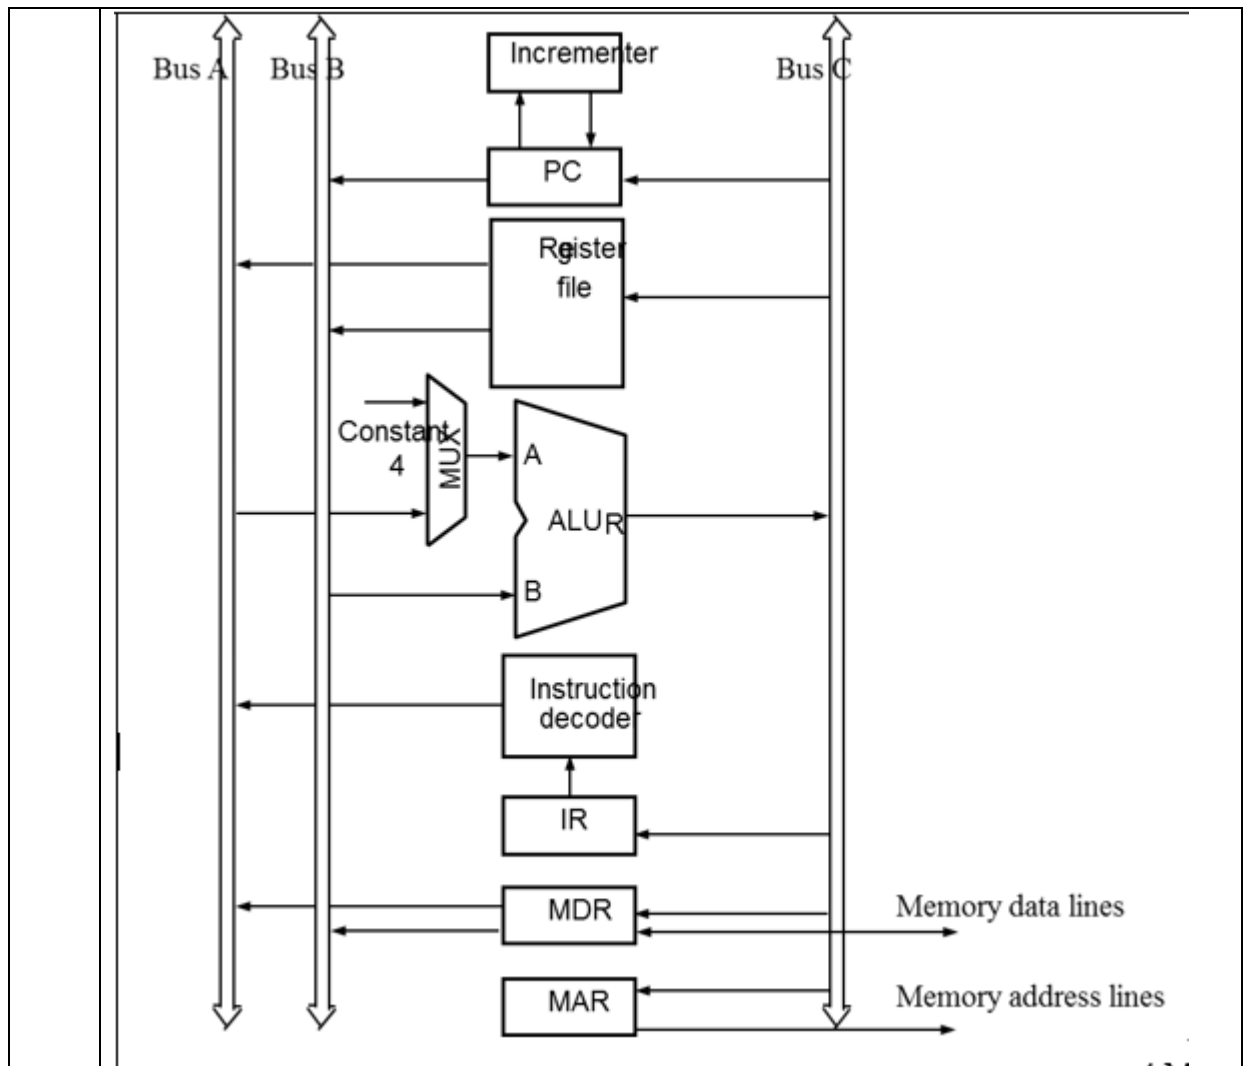 Bus A
Bus B
Incrementer
Bus C
PC
Rgeister
file
Constant
4
MUX
A
ALU
R
B
Instruction
decoder
IR
MDR
Memory data lines
MAR
Memory address lines